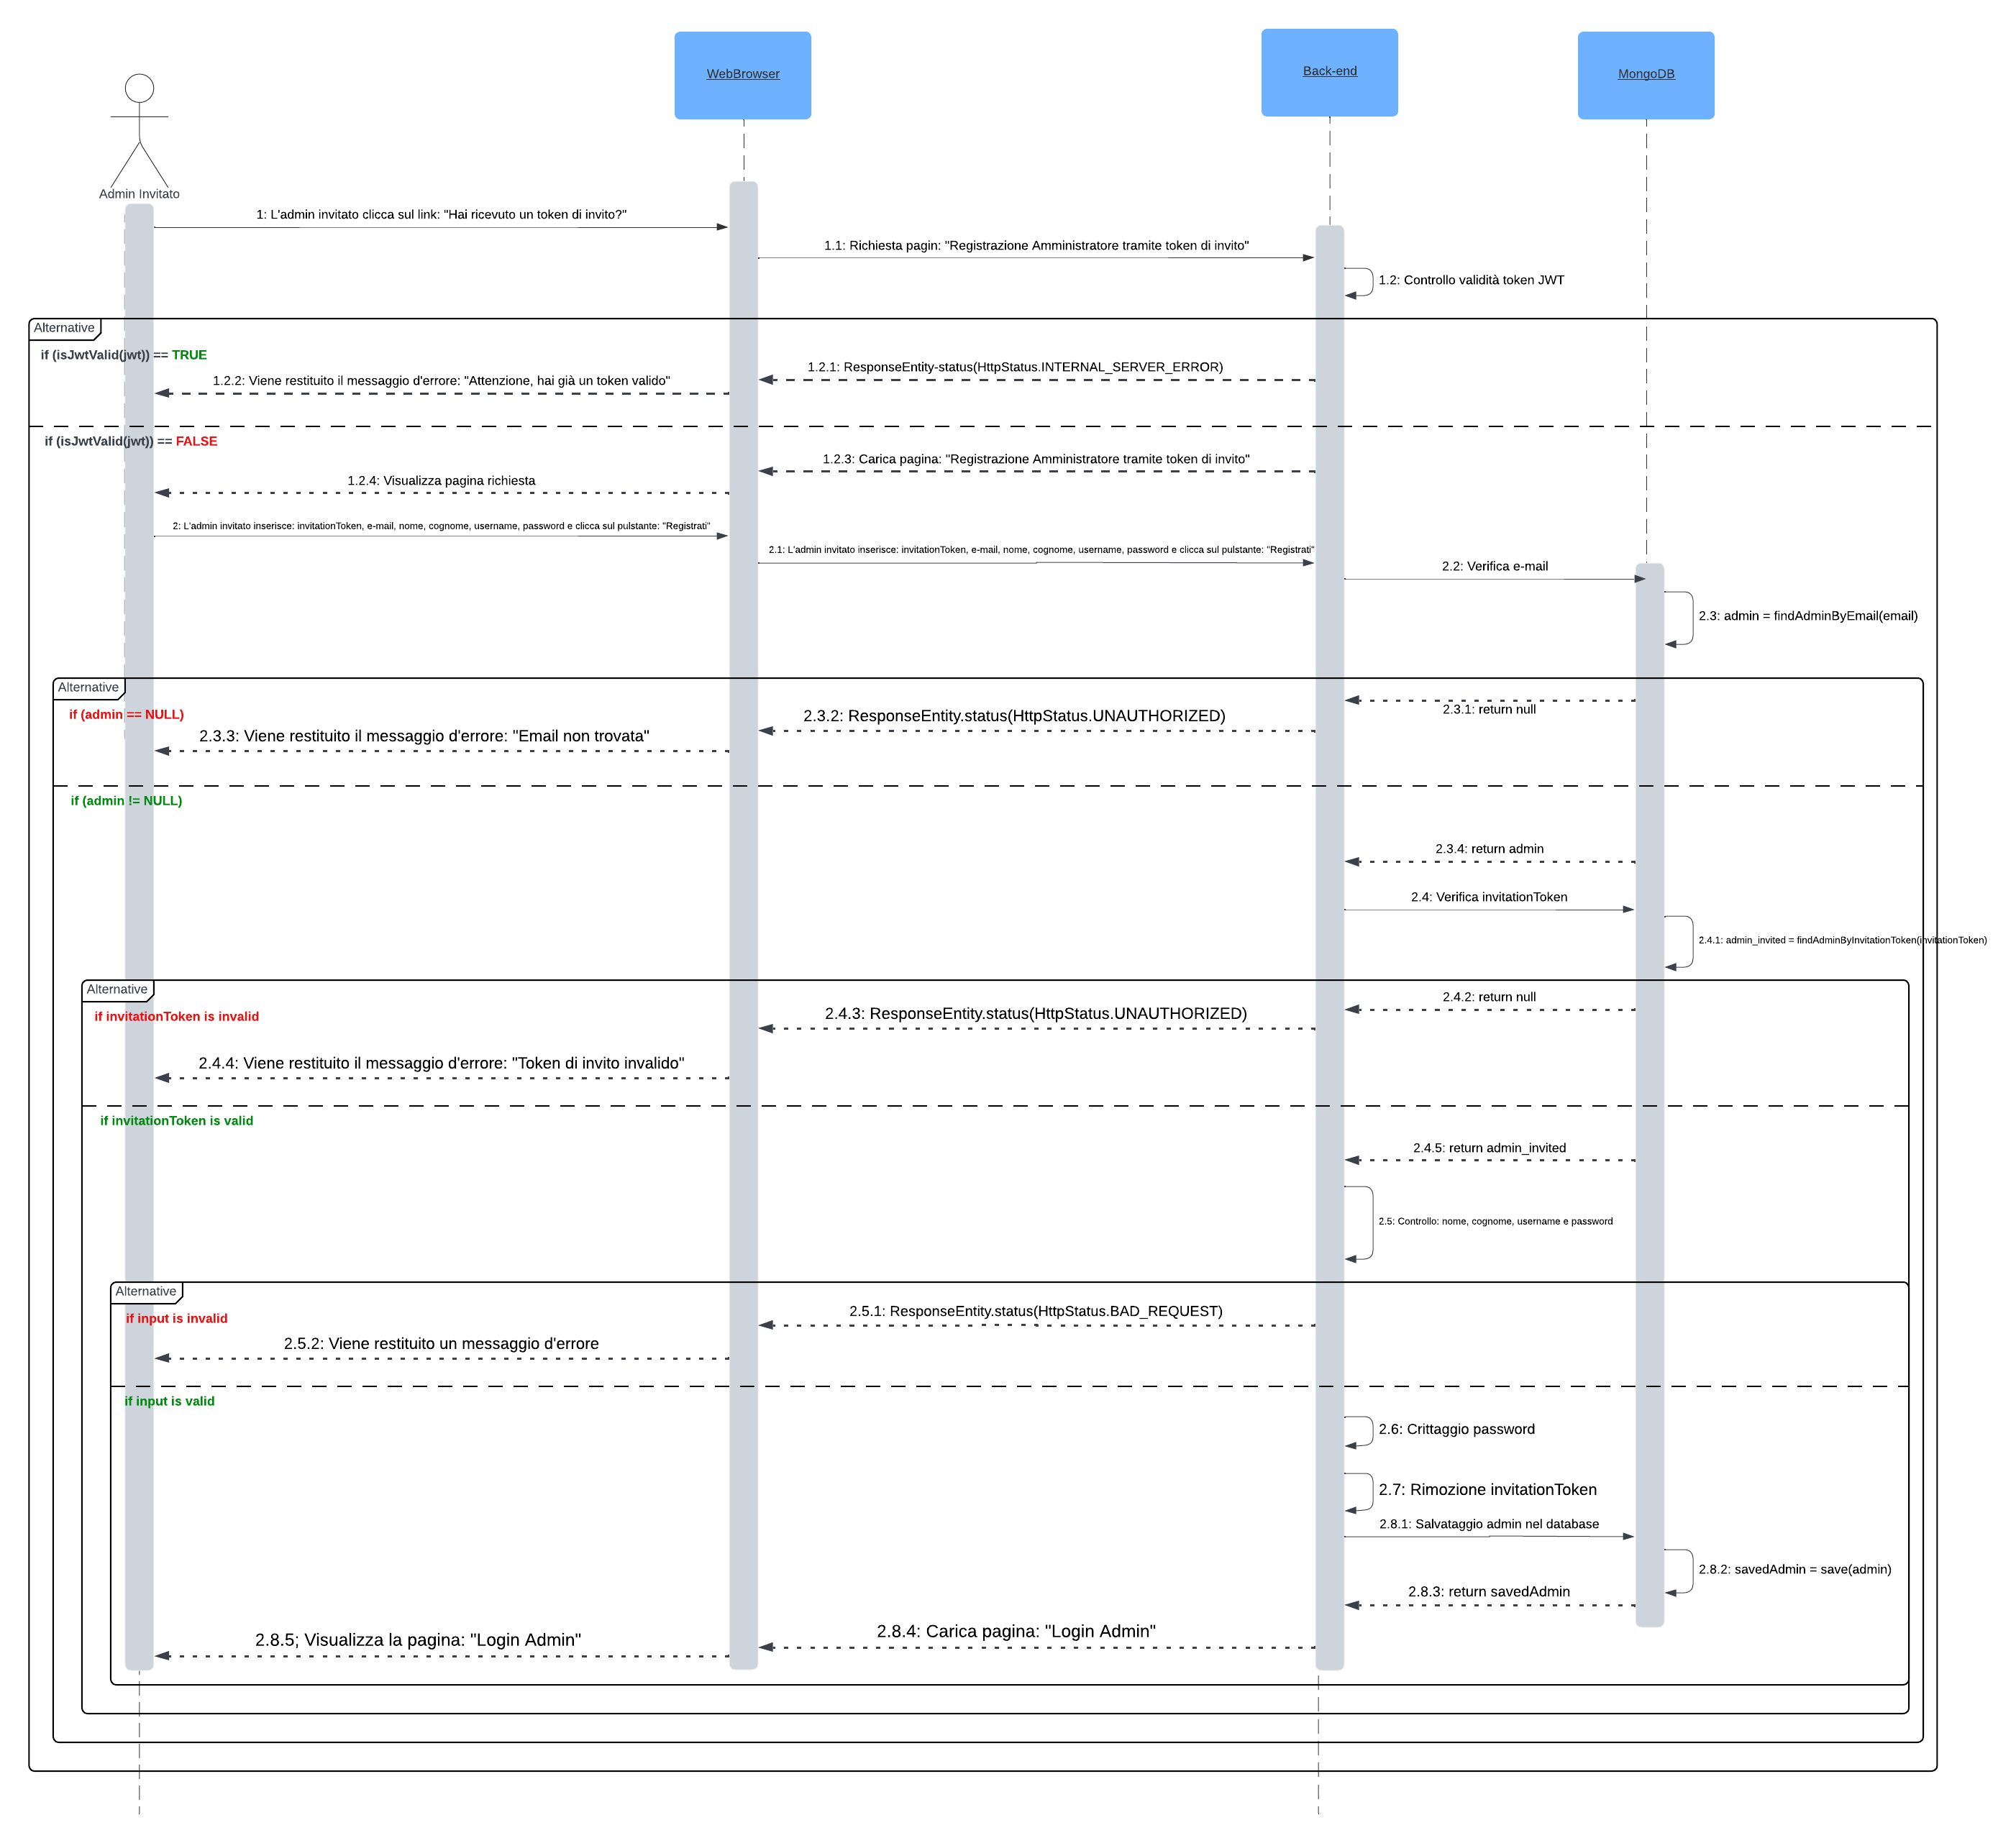 WebBrowser
Back-end
MongoDB
Admin Invitato
1: L'admin invitato clicca sul link: "Hai ricevuto un token di invito?"
1.1: Richiesta pagin: "Registrazione Amministratore tramite token di invito"
1.2: Controllo validità token JWT
Alternative
if (isJwtValid(jwt)) == TRUE
1.2.1: ResponseEntity-status(HttpStatus.INTERNAL_SERVER_ERROR)
1.2.2: Viene restituito il messaggio d'errore: "Attenzione, hai già un token valido"
if (isJwtValid(jwt)) == FALSE
1.2.3: Carica pagina: "Registrazione Amministratore tramite token di invito"
1.2.4: Visualizza pagina richiesta
2: L'admin invitato inserisce: invitationToken, e-mail, nome, cognome, username, password e clicca sul pulstante: "Registrati"
2.1: L'admin invitato inserisce: invitationToken, e-mail, nome, cognome, username, password e clicca sul pulstante: "Registrati"
2.2: Verifica e-mail
2.3: admin = findAdminByEmail(email)
Alternative
if (admin == NULL)
2.3.1: return null
2.3.2: ResponseEntity.status(HttpStatus.UNAUTHORIZED)
2.3.3: Viene restituito il messaggio d'errore: "Email non trovata"
if (admin != NULL)
2.3.4: return admin
2.4: Verifica invitationToken
2.4.1: admin_invited = findAdminByInvitationToken(invitationToken)
Alternative
if invitationToken is invalid
2.4.2: return null
2.4.3: ResponseEntity.status(HttpStatus.UNAUTHORIZED)
2.4.4: Viene restituito il messaggio d'errore: "Token di invito invalido"
if invitationToken is valid
2.4.5: return admin_invited
2.5: Controllo: nome, cognome, username e password
Alternative
if input is invalid
2.5.1: ResponseEntity.status(HttpStatus.BAD_REQUEST)
2.5.2: Viene restituito un messaggio d'errore
if input is valid
2.6: Crittaggio password
2.7: Rimozione invitationToken
2.8.1: Salvataggio admin nel database
2.8.2: savedAdmin = save(admin)
2.8.3: return savedAdmin
2.8.4: Carica pagina: "Login Admin"
2.8.5; Visualizza la pagina: "Login Admin"